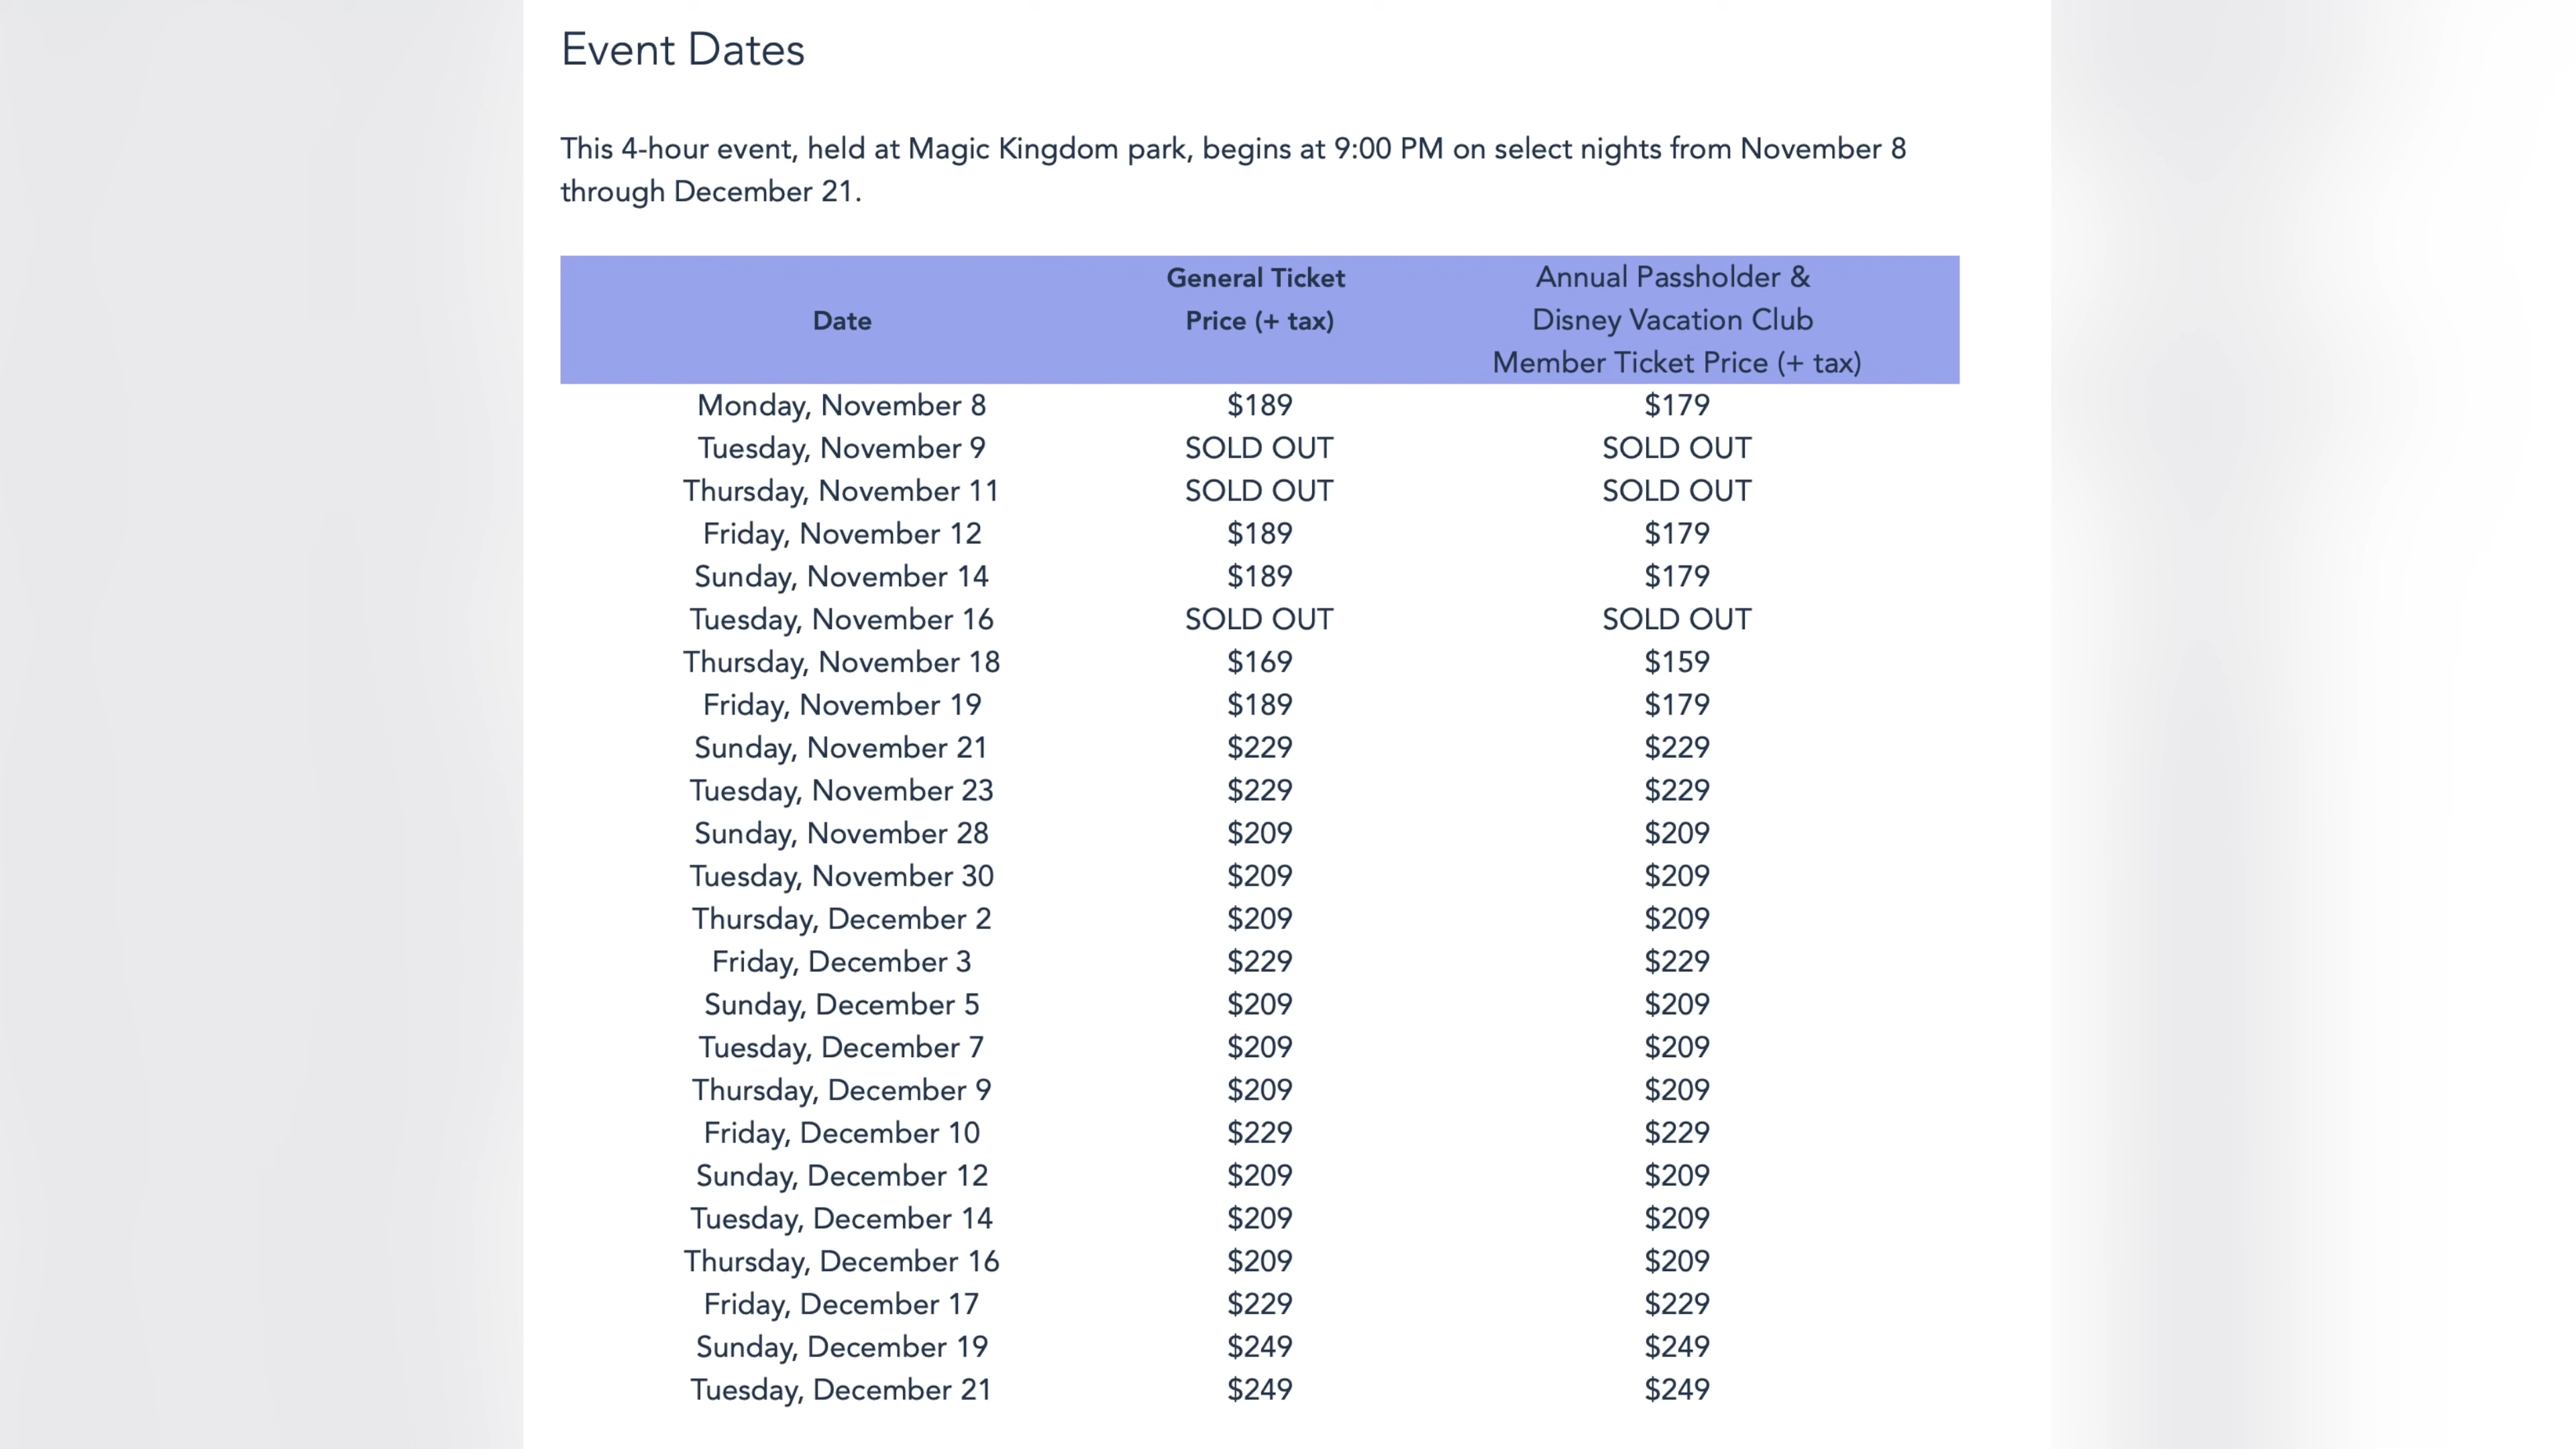 Event Dates
This 4-hour event, held at Magic Kingdom park, begins at 9:00 PM on select nights from November 8
through December 21.
Date
General Ticket
Price (+ tax)
Annual Passholder &
Disney Vacation Club
Member Ticket Price (+ tax)
Monday, November 8 $189 $179
Tuesday, November 9 SOLD OUT SOLD OUT
Thursday, November 11 SOLD OUT SOLD OUT
Friday, November 12 $189 $179
Sunday, November 14 $189 $179
Tuesday, November 16 SOLD OUT SOLD OUT
Thursday, November 18 $169 $159
Friday, November 19 $189 $179
Sunday, November 21 $229 $229
Tuesday, November 23 $229 $229
Sunday, November 28 $209 $209
Tuesday, November 30 $209 $209
Thursday, December 2 $209 $209
Friday, December 3 $229 $229
Sunday, December 5 $209 $209
Tuesday, December 7 $209 $209
Thursday, December 9 $209 $209
Friday, December 10 $229 $229
Sunday, December 12 $209 $209
Tuesday, December 14 $209 $209
Thursday, December 16 $209 $209
Friday, December 17 $229 $229
Sunday, December 19 $249 $249
Tuesday, December 21 $249 $249